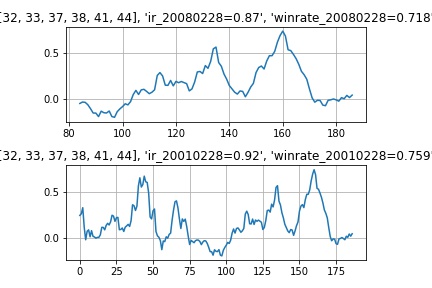 [32, 33, 37, 38, 41, 44], 'ir_20080228=0.87', 'winrate_20080228=0.718'
0.5
0.0
80 100 120 140 160 180
[32, 33, 37, 38, 41, 44], 'ir_20010228=0.92', 'winrate_20010228=0.759'
0.5
0.0
0 25 50 75 100 125 150 175